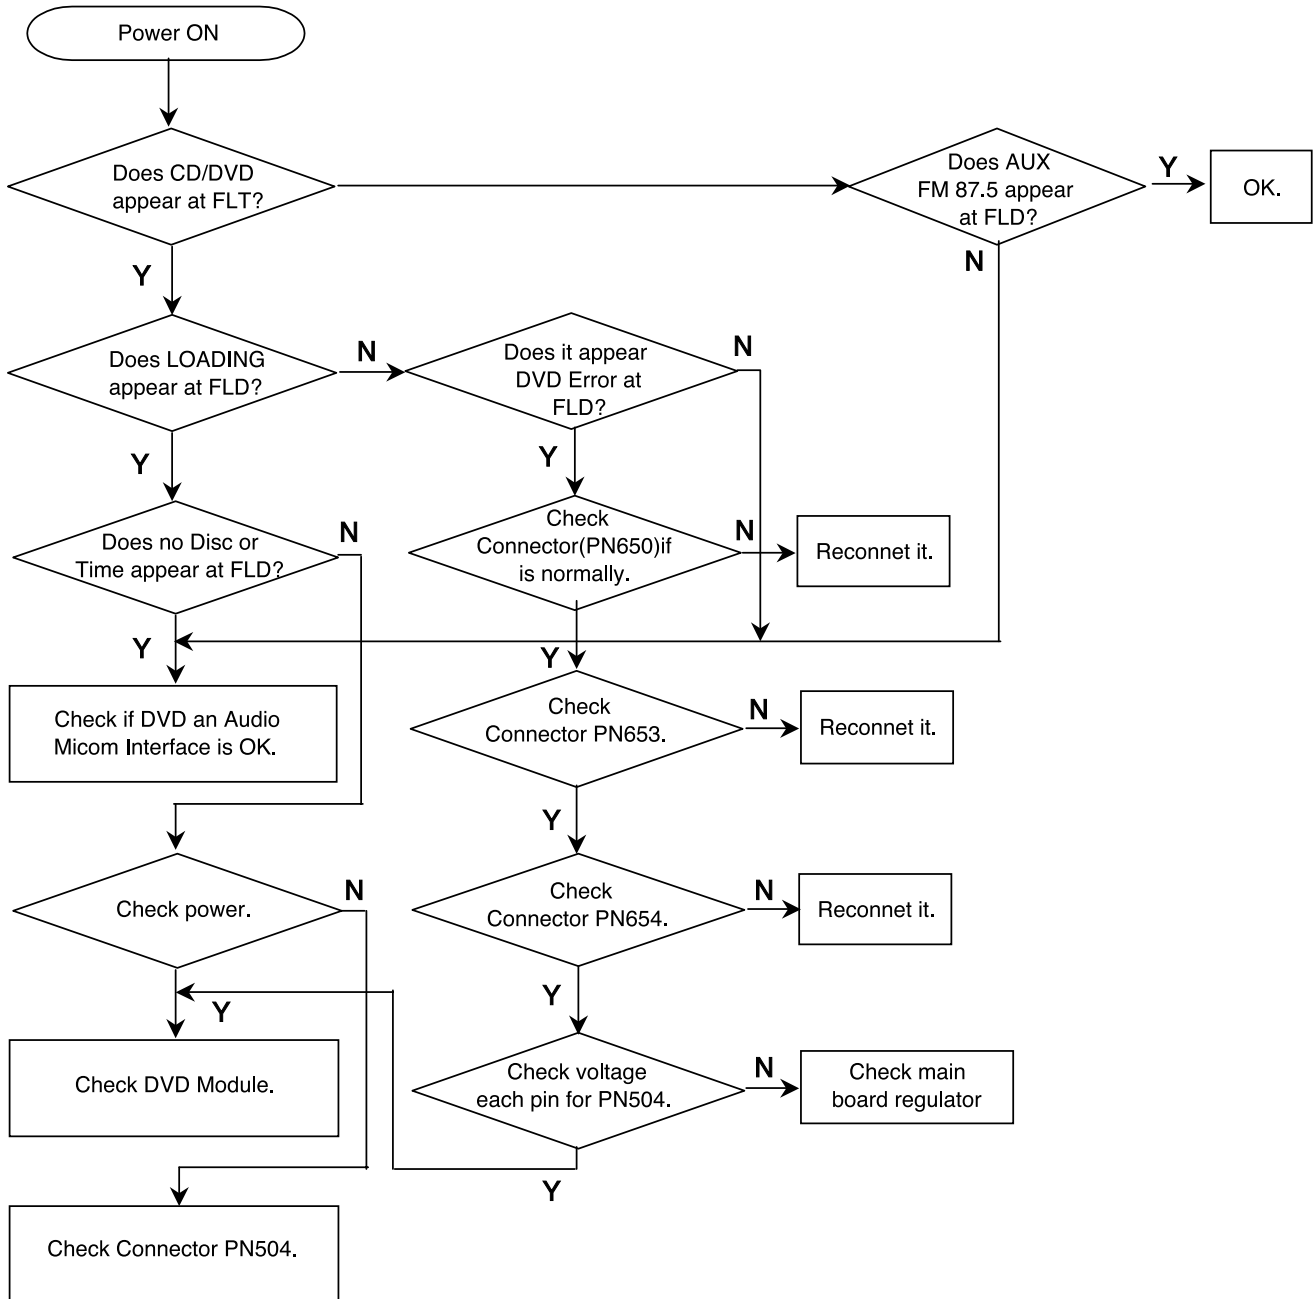 Power ON
Does CD/DVD
appear at FLT?
Does AUX
FM 87.5 appear
at FLD?
Y
OK.
Y
N
Does LOADING
appear at FLD?
N
Does it appear
DVD Error at
FLD?
N
Y
Y
Does no Disc or
Time appear at FLD?
N
Check
Connector(PN650)if
is normally.
N
Reconnet it.
Y
Y
Check if DVD an Audio
Micom Interface is OK.
Check
Connector PN653.
N
Reconnet it.
Y
Check power.
N
Check
Connector PN654.
N
Reconnet it.
Y
Y
Check DVD Module.
Check voltage
each pin for PN504.
N
Check main
board regulator
Y
Check Connector PN504.